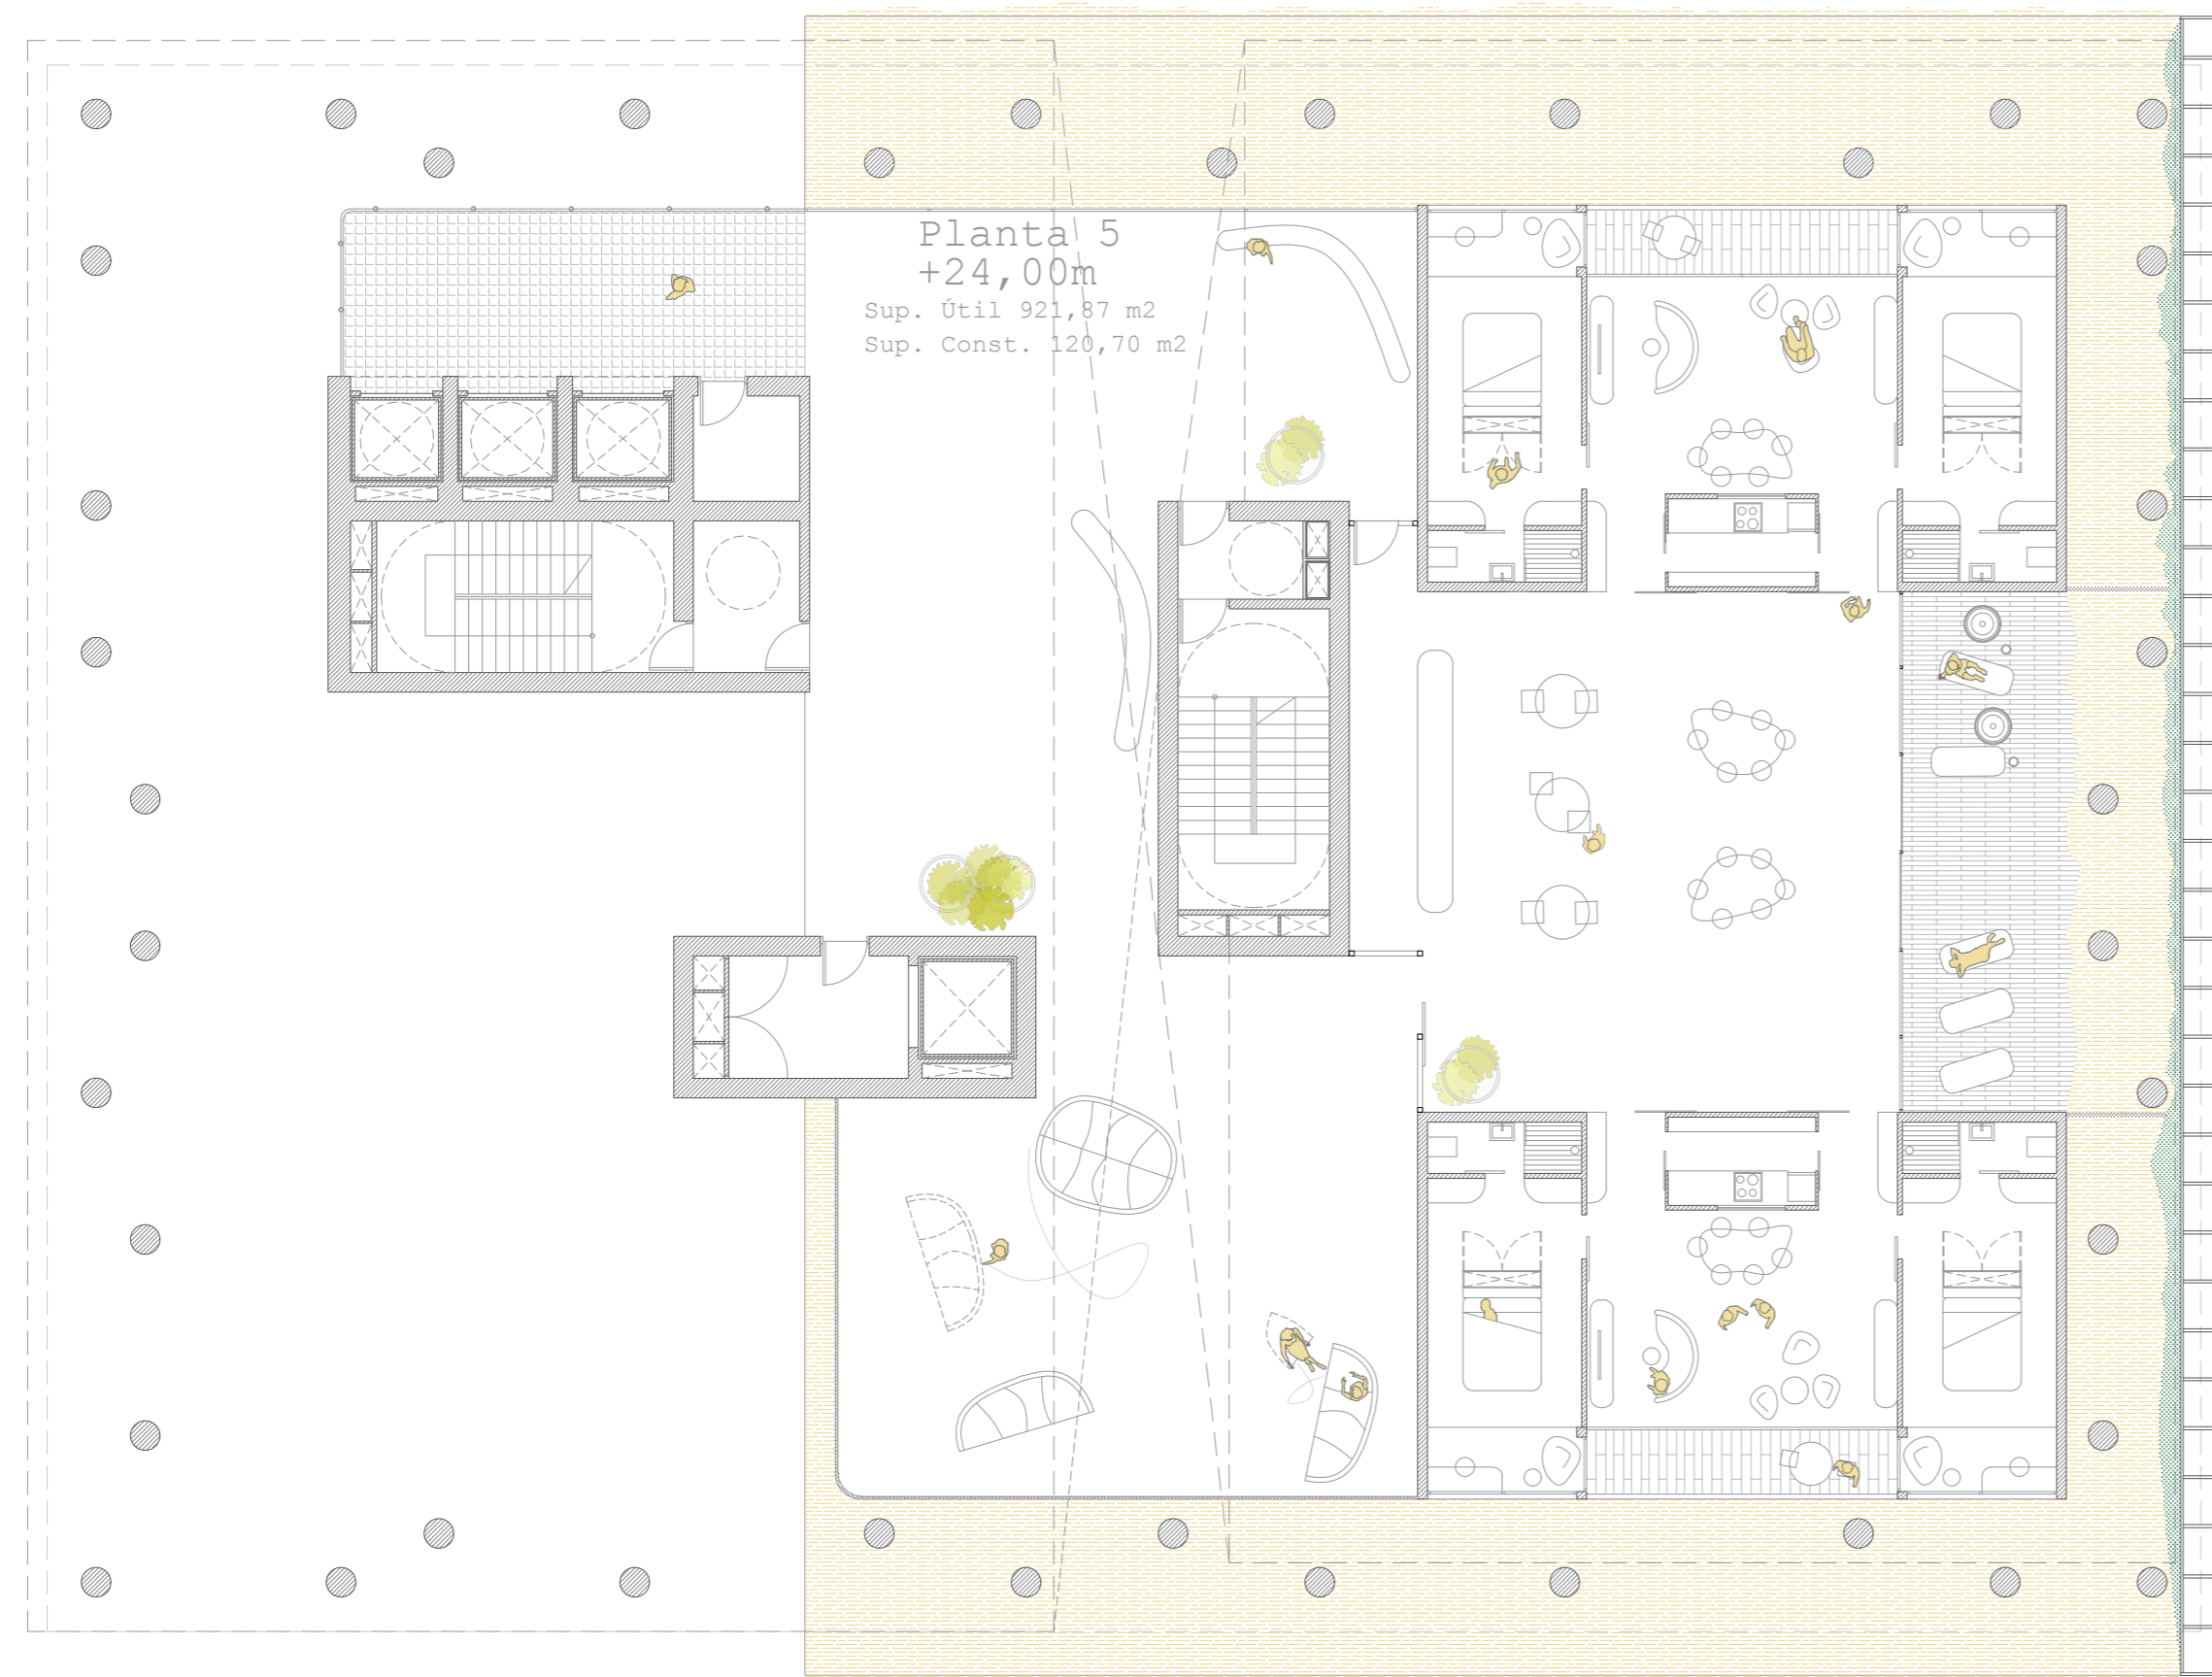 Planta 5
+24,00m
Sup. Útil 921,87 m2
Sup. Const. 120,70 m2